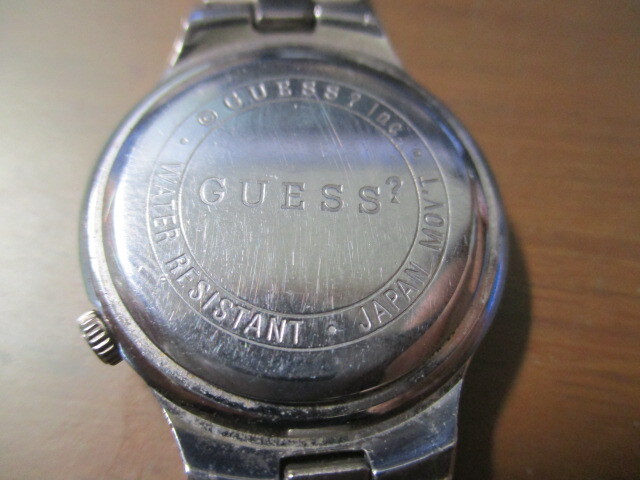 © GUESS? Inc.
GUESS?
WATER RESISTANT • JAPAN MOV'T •